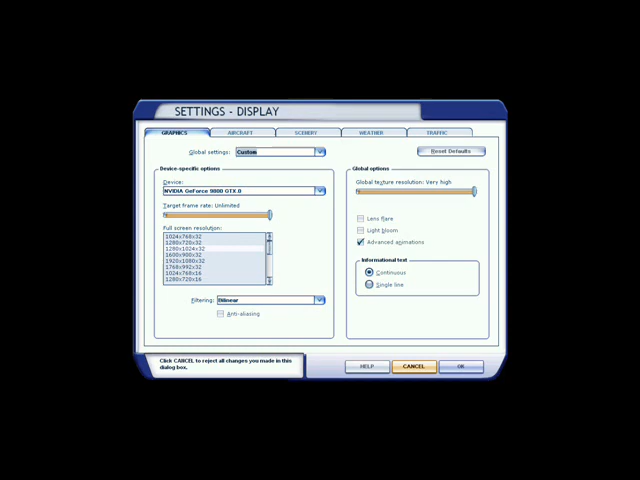 SETTINGS - DISPLAY
GRAPHICS
AIRCRAFT
SCENERY
WEATHER
TRAFFIC
Global settings: Custom
Reset Defaults
Device-specific options
Device:
NVIDIA GeForce 9800 GTX.0
Target frame rate: Unlimited
Full screen resolution:
1024x768x32
1280x720x32
1280x1024x32
1600x900x32
1920x1080x32
1768x992x32
1024x768x16
1280x720x16
Filtering: Bilinear
Anti-aliasing
Global options
Global texture resolution: Very high
Lens flare
Light bloom
Advanced animations
Informational text
Continuous
Single line
Click CANCEL to reject all changes you made in this
dialog box.
HELP
CANCEL
OK